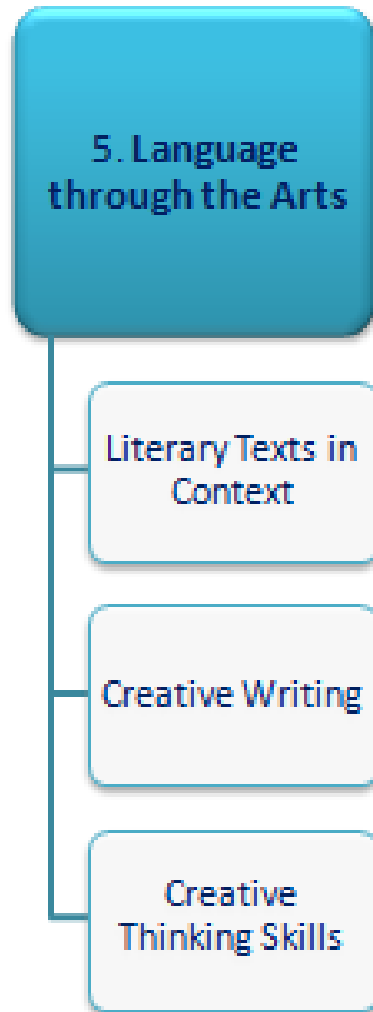 5. Language
through the Arts
Literary Texts in
Context
Creative Writing
Creative
Thinking Skills